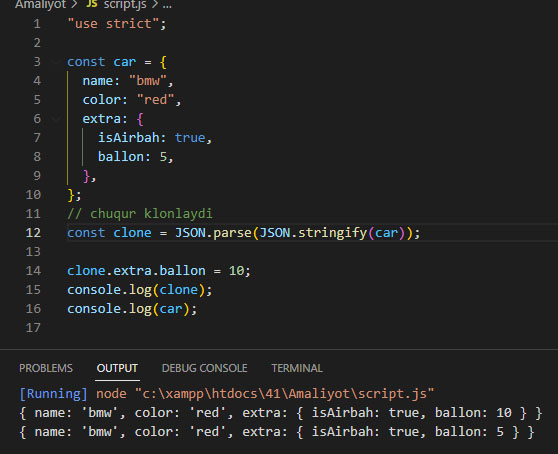 Amaliyot > JS script.js > ...
1 "use strict";
2
3 const car = {
4 name: "bmw",
5 color: "red",
6 extra: {
7 isAirbah: true,
8 ballon: 5,
9 },
10 };
11 // chuqur klonlaydi
12 const clone = JSON.parse(JSON.stringify(car));
13
14 clone.extra.ballon = 10;
15 console.log(clone);
16 console.log(car);
17
PROBLEMS OUTPUT DEBUG CONSOLE TERMINAL
[Running] node "c:\xampp\htdocs\41\Amaliyot\script.js"
{ name: 'bmw', color: 'red', extra: { isAirbah: true, ballon: 10 } }
{ name: 'bmw', color: 'red', extra: { isAirbah: true, ballon: 5 } }